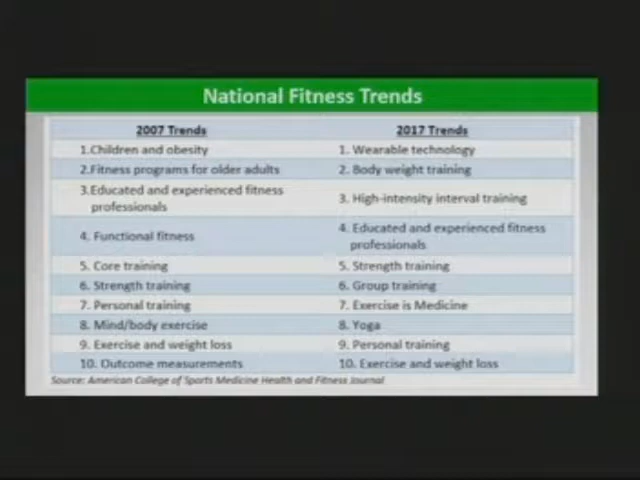 National Fitness Trends
2007 Trends 2017 Trends
1.Children and obesity 1. Wearable technology
2.Fitness programs for older adults 2. Body weight training
3.Educated and experienced fitness
professionals 3. High-intensity interval training
4. Functional fitness 4. Educated and experienced fitness
professionals
5. Core training 5. Strength training
6. Strength training 6. Group training
7. Personal training 7. Exercise is Medicine
8. Mind/body exercise 8. Yoga
9. Exercise and weight loss 9. Personal training
10. Outcome measurements 10. Exercise and weight loss
Source: American College of Sports Medicine Health and Fitness Journal